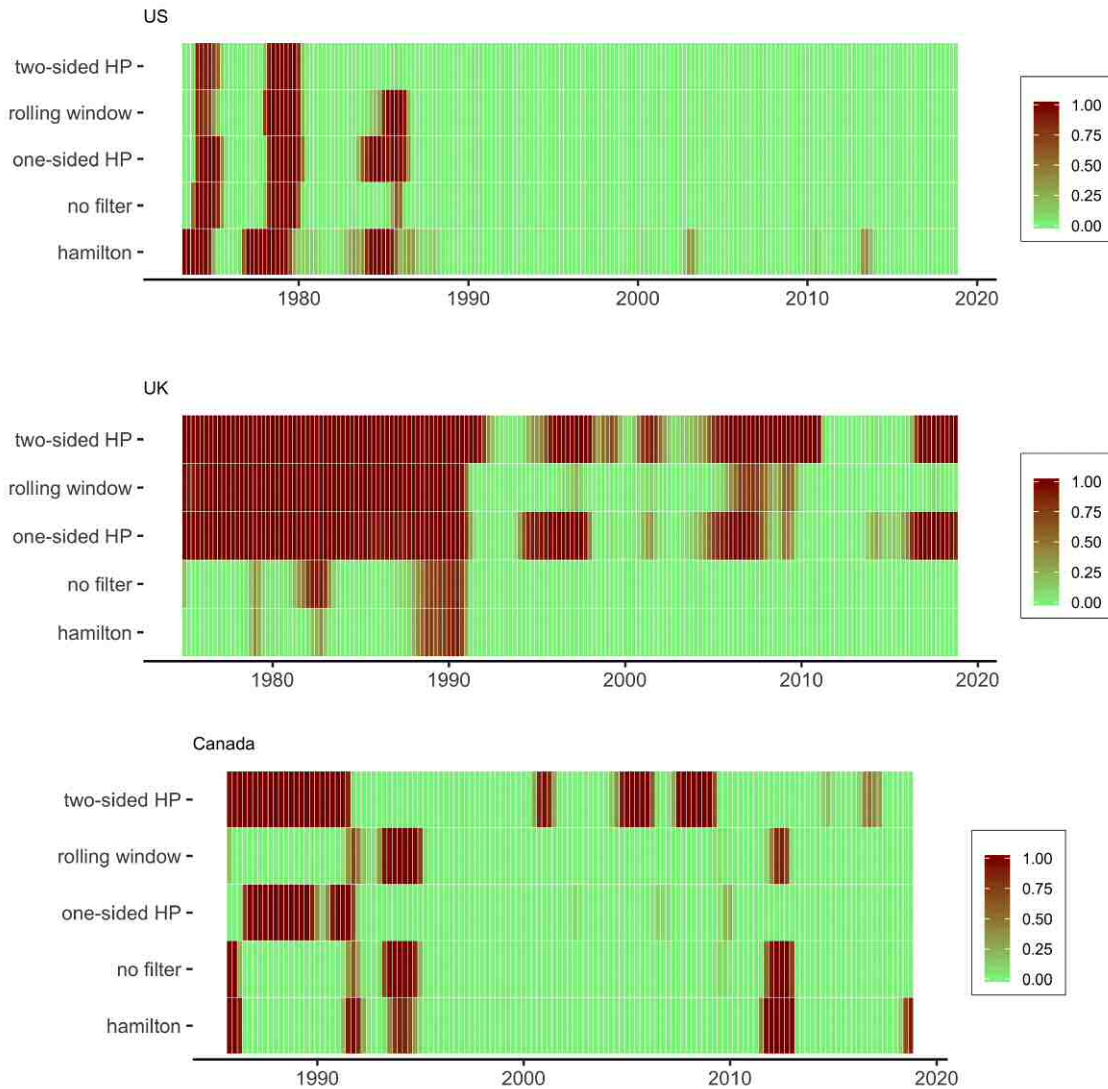 US
two-sided HP
rolling window
one-sided HP
no filter
hamilton
1980 1990 2000 2010 2020
1.00
0.75
0.50
0.25
0.00
UK
two-sided HP
rolling window
one-sided HP
no filter
hamilton
1980 1990 2000 2010 2020
1.00
0.75
0.50
0.25
0.00
Canada
two-sided HP
rolling window
one-sided HP
no filter
hamilton
1990 2000 2010 2020
1.00
0.75
0.50
0.25
0.00